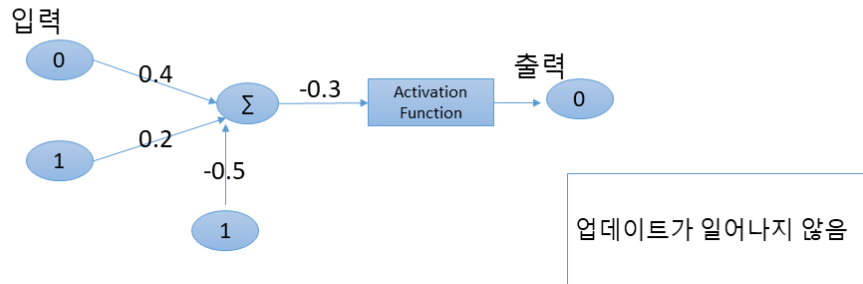 입력
0
0.4
1
0.2
-0.5
1
∑
-0.3
Activation
Function
출력
0
업데이트가 일어나지 않음